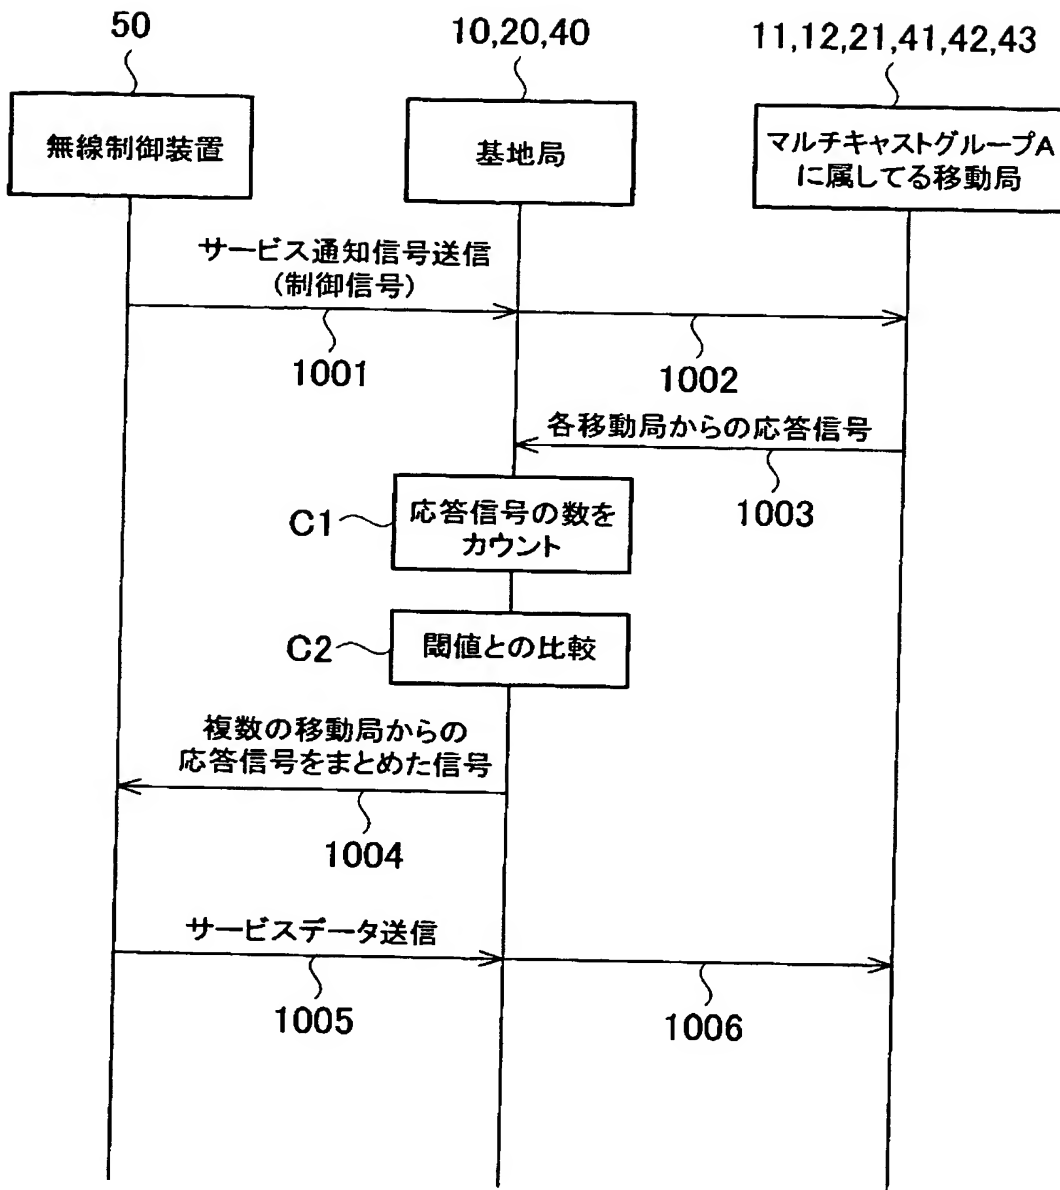 50
10,20,40
11,12,21,41,42,43
無線制御装置
基地局
マルチキャストグループA
に属してる移動局
サービス通知信号送信
(制御信号)
1001
1002
各移動局からの応答信号
1003
C1
応答信号の数を
カウント
C2
閾値との比較
複数の移動局からの
応答信号をまとめた信号
1004
サービスデータ送信
1005
1006